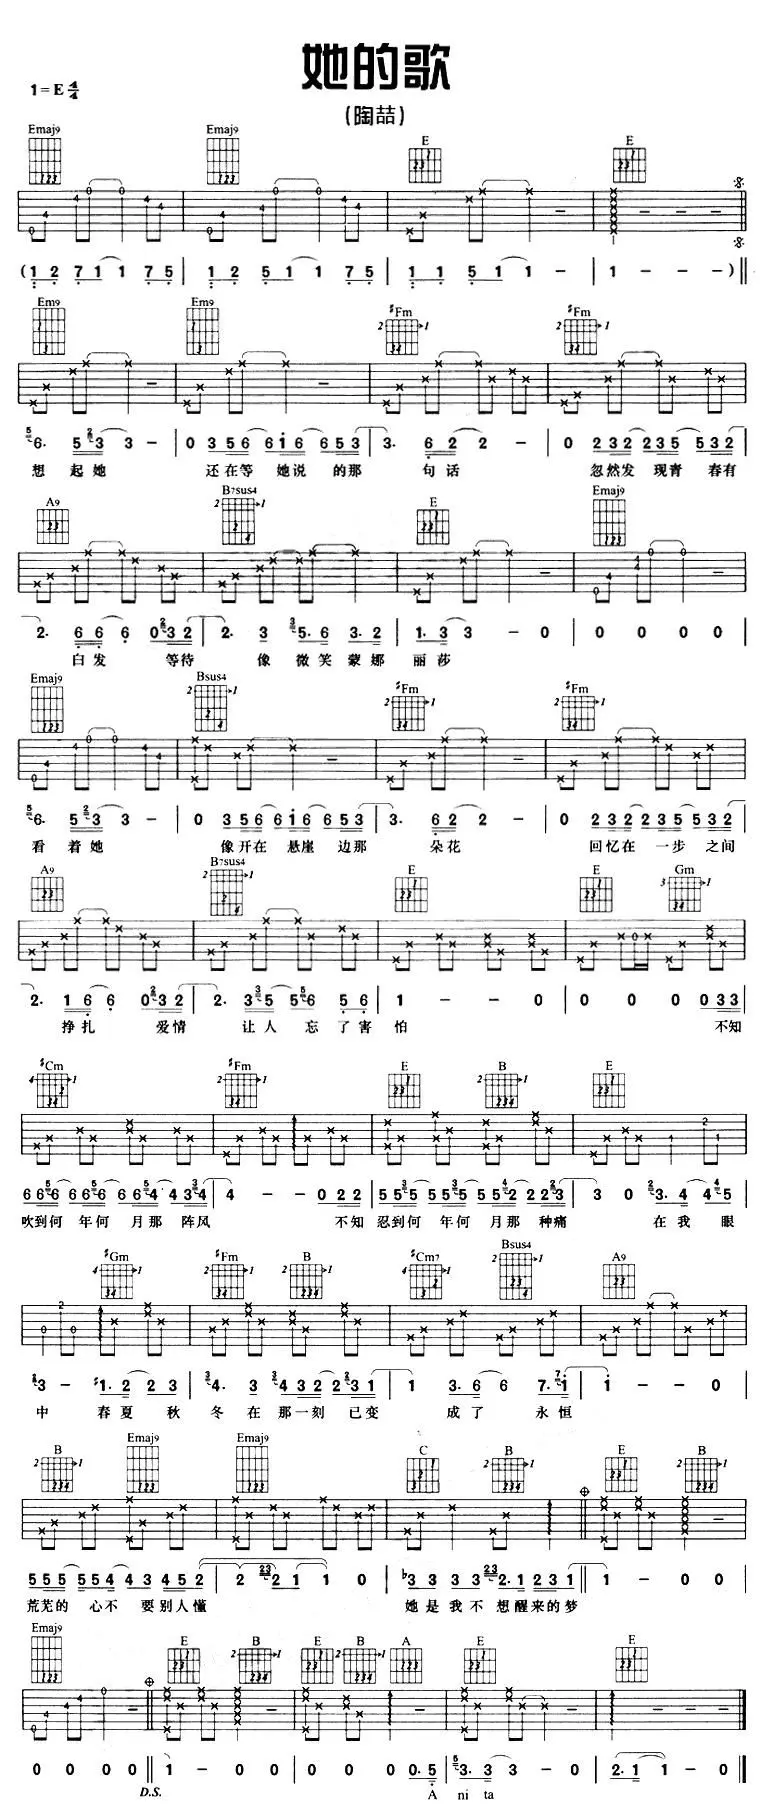 她的歌
1=E 4/4
(陶喆)
Emaj9 Emaj9 E E
(1 2 7 1 1 7 5 | 1 2 5 1 1 7 5 | 1 1 5 1 1 - | 1 - - - )‖
Em9 Em9 #Fm #Fm
6. 5 3 3 - | 0 3 5 6 6 1 6 6 5 3 | 3. 6 2 2 - | 0 2 3 2 2 3 5 5 3 2
想 起 她 还在等 她说 的那 句话 忽然发 现青 春有
A9 B7sus4 E Emaj9
2. 6 6 6 0 3 2 | 2. 3 5. 6 3. 2 | 1. 3 3 - 0 | 0 0 0 0
白发 等待 像 微笑 蒙娜 丽莎
Emaj9 Bsus4 #Fm #Fm
6. 5 3 3 - | 0 3 5 6 6 1 6 6 5 3 | 3. 6 2 2 - | 0 2 3 2 2 3 5 5 3 2
看 着她 像开在 悬崖 边那 朵花 回忆在 一步 之间
A9 B7sus4 E E Gm
2. 1 6 6 0 3 2 | 2. 3 5 5 6 5 6 | 1 - - 0 | 0 0 0 0 3 3
挣扎 爱情 让人 忘了害 怕 不知
#Cm #Fm E B E
6 6 6 6 6 6 6 6 4 4 3 4 | 4 - - 0 2 2 | 5 5 5 5 5 5 5 2 2 2 3 | 3 0 3. 4 4 5
吹到何 年何 月那 阵风 不知 忍到何 年何 月那 种痛 在我 眼
#Gm #Fm B #Cm7 Bsus4 A9
3 - #1. 2 2 3 | 4. 3 4 3 2 2 3 1 | 1 3. 6 6 7. 1 | 1 - - 0
中 春夏 秋 冬 在 那一刻 已变 成了 永恒
B Emaj9 Emaj9 C B E B
5 5 5 5 5 4 4 3 4 5 2 | 2 2 1 1 0 | b3 3 3 3 2. 1 2 3 1 ‖ 1 - 0 0
荒芜的 心不 要别人懂 她是我不 想醒来的梦
Emaj9 E B E B A E E
0 0 0 0 ‖ 1 - 0 0 | 0 0 0 0. 5 | 3. 3 3 - 0 | 2. 1 1 - 0 ‖
D.S. A ni ta